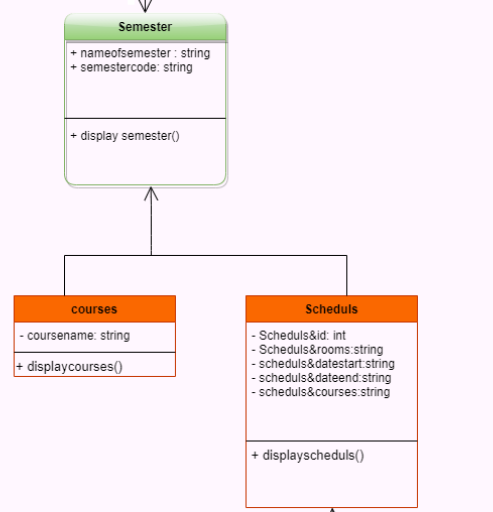 Semester
+ nameofsemester : string
+ semestercode: string
+ display semester()
courses
- coursename: string
+ displaycourses()
Scheduls
- Scheduls&id: int
- Scheduls&rooms:string
- scheduls&datestart:string
- scheduls&dateend:string
- scheduls&courses:string
+ displayscheduls()